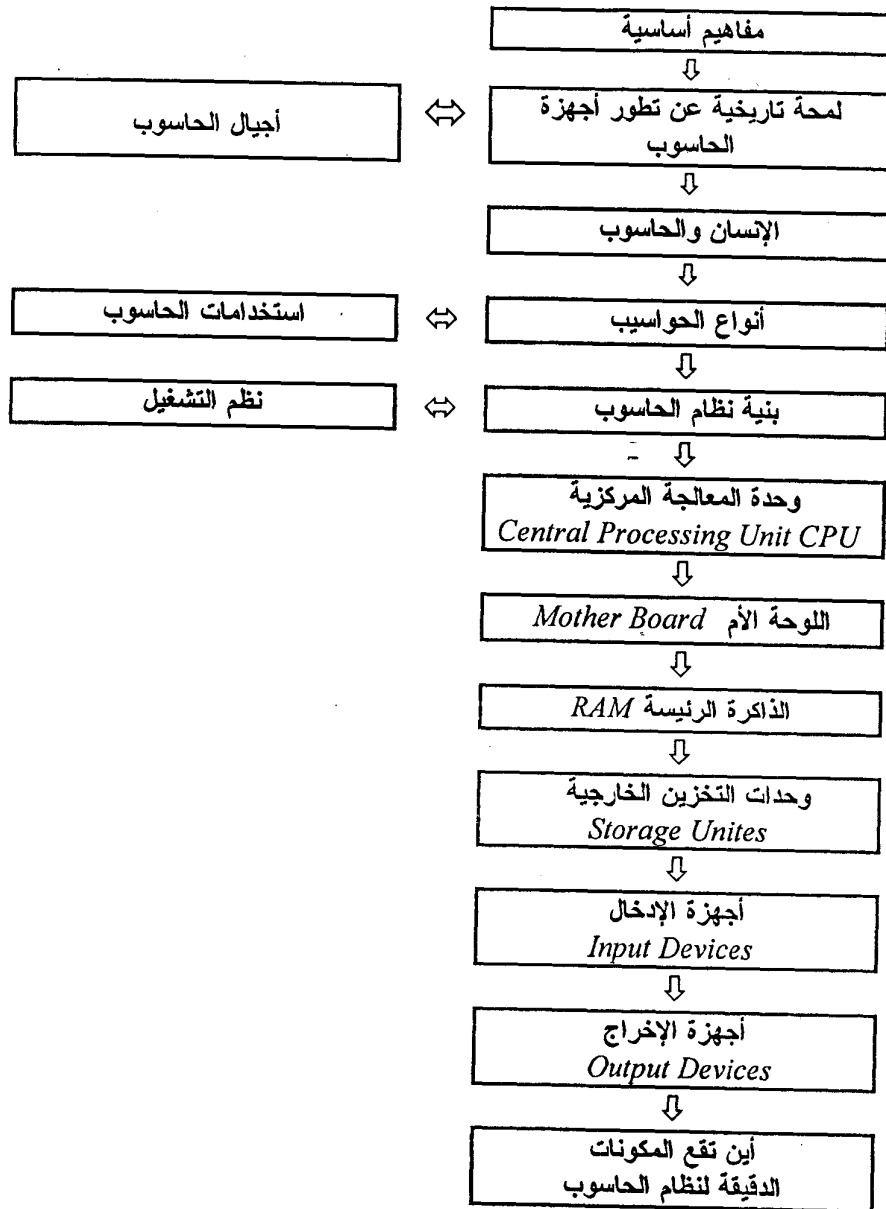 مفاهيم أساسية
لمحة تاريخية عن تطور أجهزة
الحاسوب
أجيال الحاسوب
الإنسان والحاسوب
أنواع الحواسيب
استخدامات الحاسوب
بنية نظام الحاسوب
نظم التشغيل
وحدة المعالجة المركزية
Central Processing Unit CPU
اللوحة الأم Mother Board
الذاكرة الرئيسة RAM
وحدات التخزين الخارجية
Storage Unites
أجهزة الإدخال
Input Devices
أجهزة الإخراج
Output Devices
أين تقع المكونات
الدقيقة لنظام الحاسوب